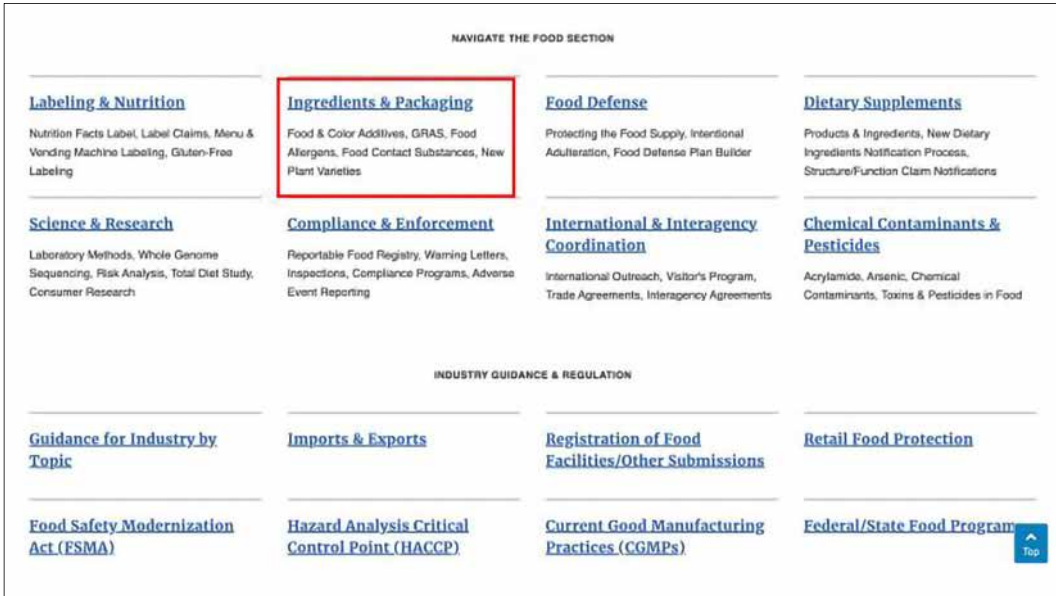 NAVIGATE THE FOOD SECTION
Labeling & Nutrition
Nutrition Facts Label, Label Claims, Menu &
Vending Machine Labeling, Gluten-Free
Labeling
Ingredients & Packaging
Food & Color Additives, GRAS, Food
Allergens, Food Contact Substances, New
Plant Varieties
Food Defense
Protecting the Food Supply, Intentional
Adulteration, Food Defense Plan Builder
Dietary Supplements
Products & Ingredients, New Dietary
Ingredients Notification Process,
Structure/Function Claim Notifications
Science & Research
Laboratory Methods, Whole Genome
Sequencing, Risk Analysis, Total Diet Study,
Consumer Research
Compliance & Enforcement
Reportable Food Registry, Warning Letters,
Inspections, Compliance Programs, Adverse
Event Reporting
International & Interagency
Coordination
International Outreach, Visitor's Program,
Trade Agreements, Interagency Agreements
Chemical Contaminants &
Pesticides
Acrylamide, Arsenic, Chemical
Contaminants, Toxins & Pesticides in Food
INDUSTRY GUIDANCE & REGULATION
Guidance for Industry by
Topic
Imports & Exports
Registration of Food
Facilities/Other Submissions
Retail Food Protection
Food Safety Modernization
Act (FSMA)
Hazard Analysis Critical
Control Point (HACCP)
Current Good Manufacturing
Practices (CGMPs)
Federal/State Food Program
Top